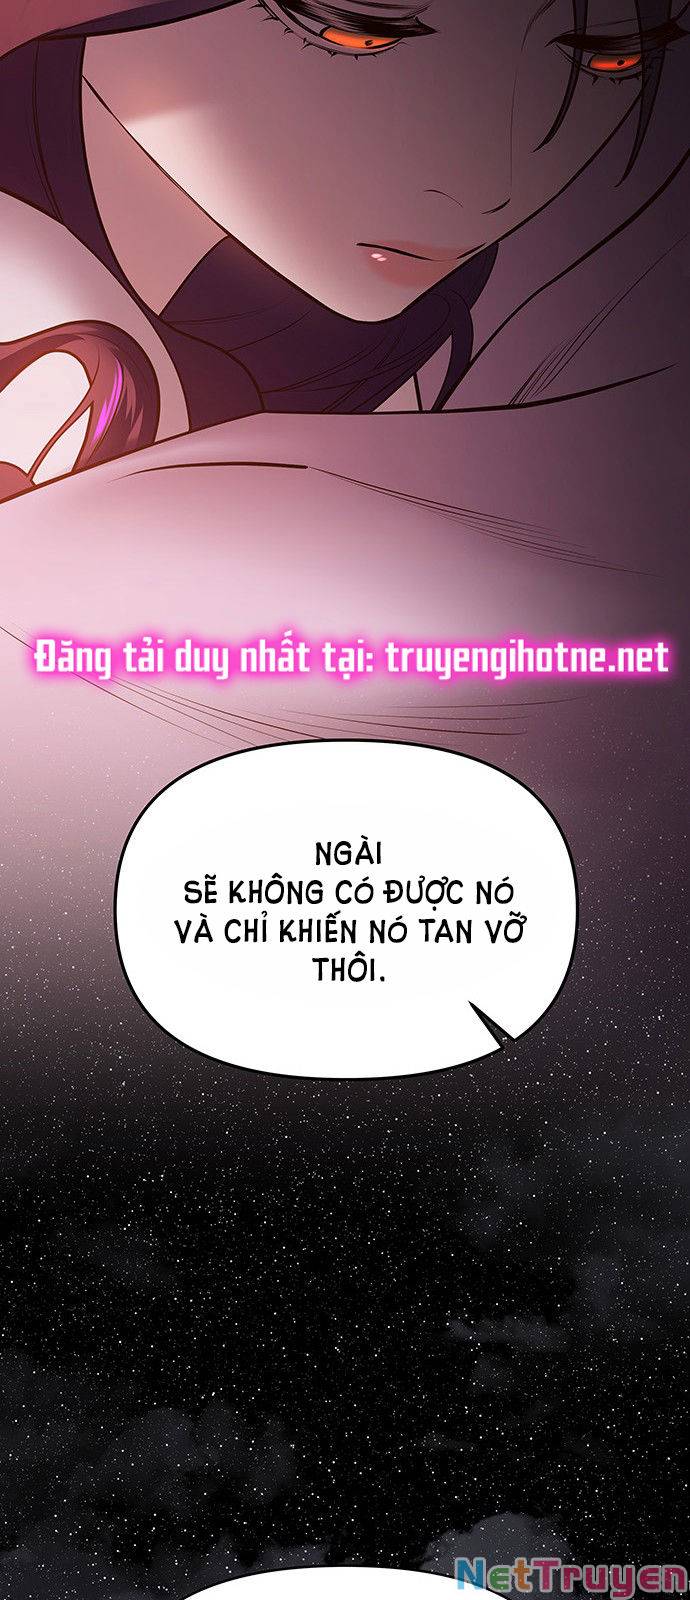 Đăng tải duy nhất tại: truyengihotne.net
NGÀI
SẼ KHÔNG CÓ ĐƯỢC NÓ
VÀ CHỈ KHIẾN NÓ TAN VỠ
THÔI.
NetTruyen